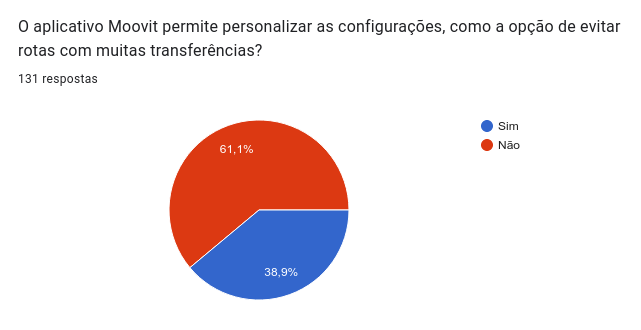 O aplicativo Moovit permite personalizar as configurações, como a opção de evitar
rotas com muitas transferências?
131 respostas
Sim
Não
61,1%
38,9%